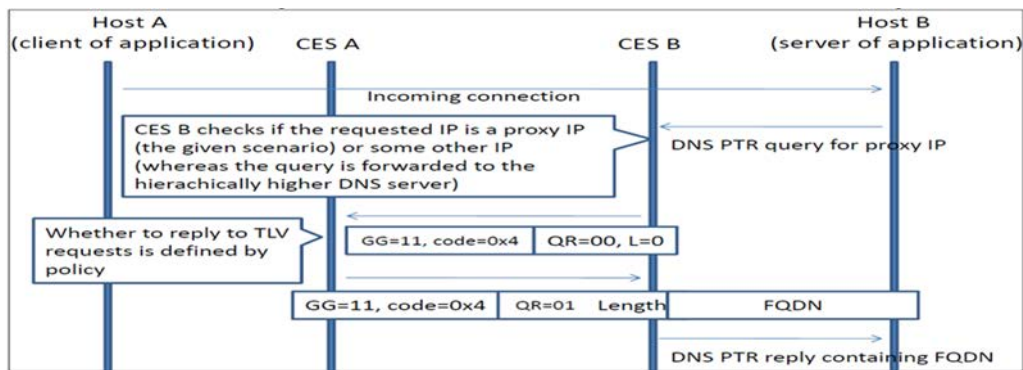 Host A
(client of application)
CES A
CES B
Host B
(server of application)
Incoming connection
CES B checks if the requested IP is a proxy IP
(the given scenario) or some other IP
(whereas the query is forwarded to the
hierachically higher DNS server)
DNS PTR query for proxy IP
Whether to reply to TLV
requests is defined by
policy
GG=11, code=0x4
QR=00, L=0
GG=11, code=0x4
QR=01 Length
FQDN
DNS PTR reply containing FQDN